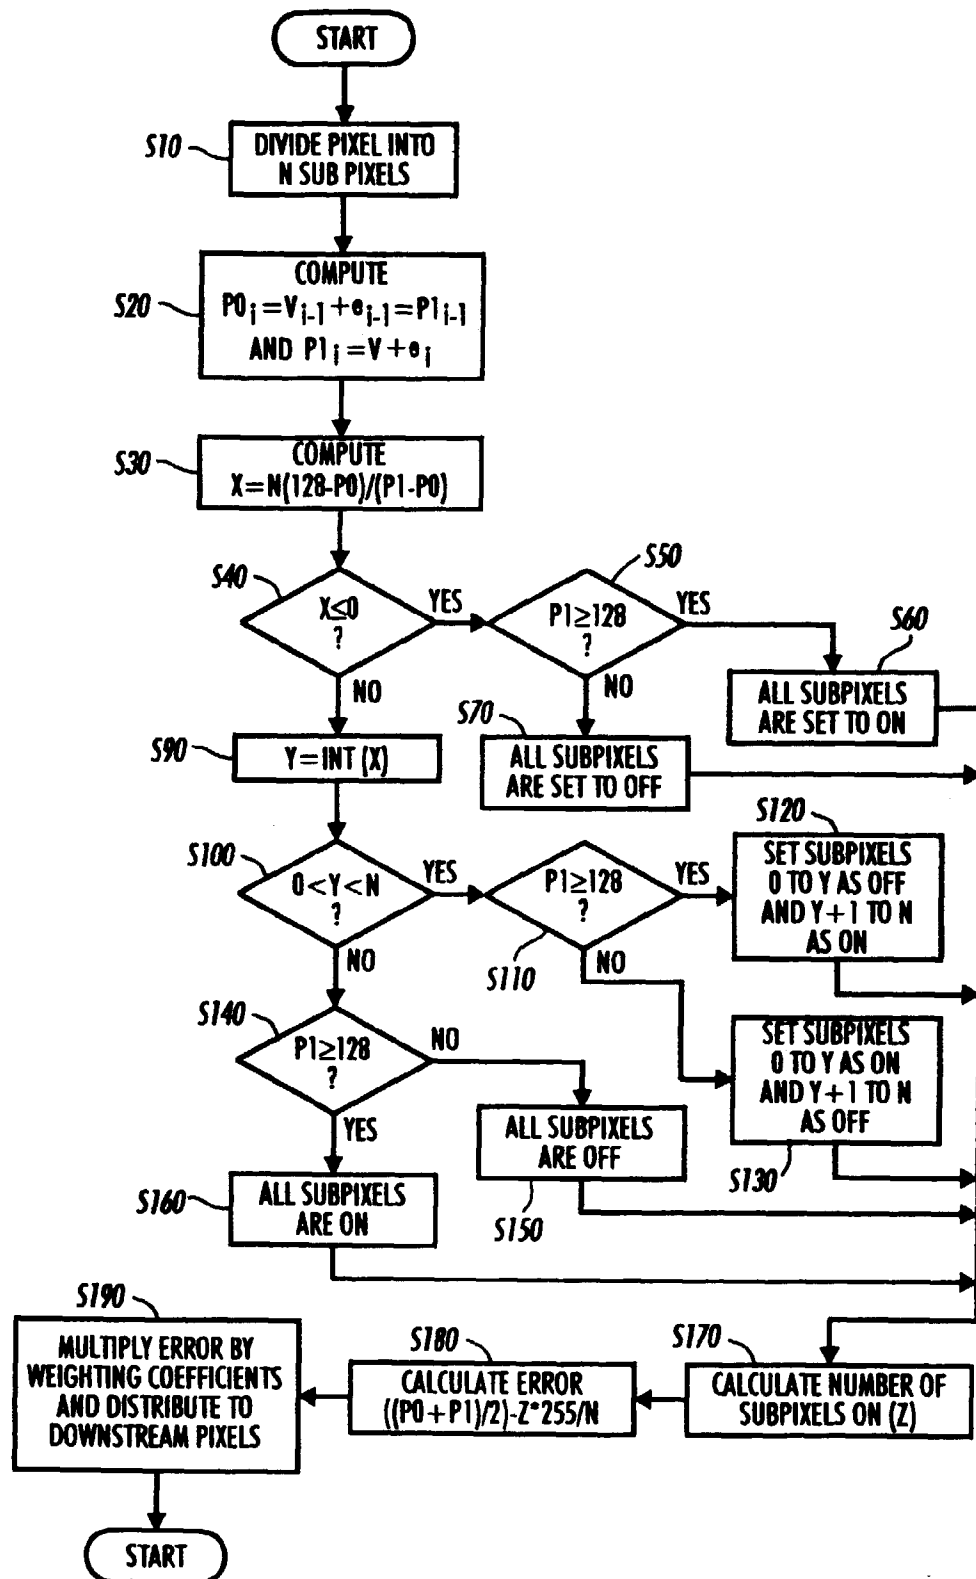 START
S10
DIVIDE PIXEL INTO
N SUB PIXELS
S20
COMPUTE
P0i=Vi-1+ei-1=P1i-1
AND P1i=V+ei
S30
COMPUTE
X=N(128-P0)/(P1-P0)
S40
X≤0
?
YES
NO
S50
P1≥128
?
YES
NO
S60
ALL SUBPIXELS
ARE SET TO ON
S70
ALL SUBPIXELS
ARE SET TO OFF
S90
Y=INT (X)
S100
0<Y<N
?
YES
NO
P1≥128
?
S110
YES
NO
S120
SET SUBPIXELS
0 TO Y AS OFF
AND Y+1 TO N
AS ON
SET SUBPIXELS
0 TO Y AS ON
AND Y+1 TO N
AS OFF
S130
S140
P1≥128
?
NO
YES
ALL SUBPIXELS
ARE OFF
S150
S160
ALL SUBPIXELS
ARE ON
S170
CALCULATE NUMBER OF
SUBPIXELS ON (Z)
S180
CALCULATE ERROR
((P0+P1)/2)-Z*255/N
S190
MULTIPLY ERROR BY
WEIGHTING COEFFICIENTS
AND DISTRIBUTE TO
DOWNSTREAM PIXELS
START